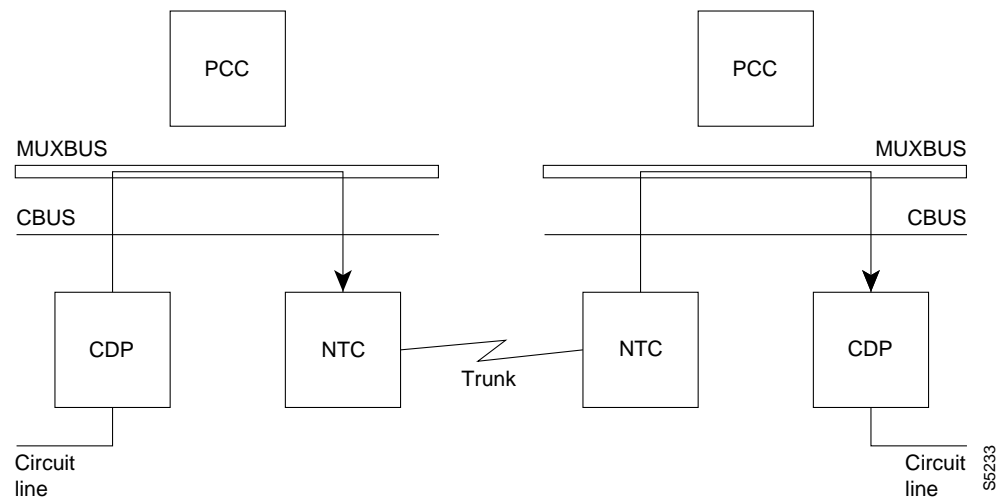 PCC
PCC
MUXBUS
MUXBUS
CBUS
CBUS
CDP
NTC
NTC
CDP
Trunk
Circuit
line
Circuit
line
S5233